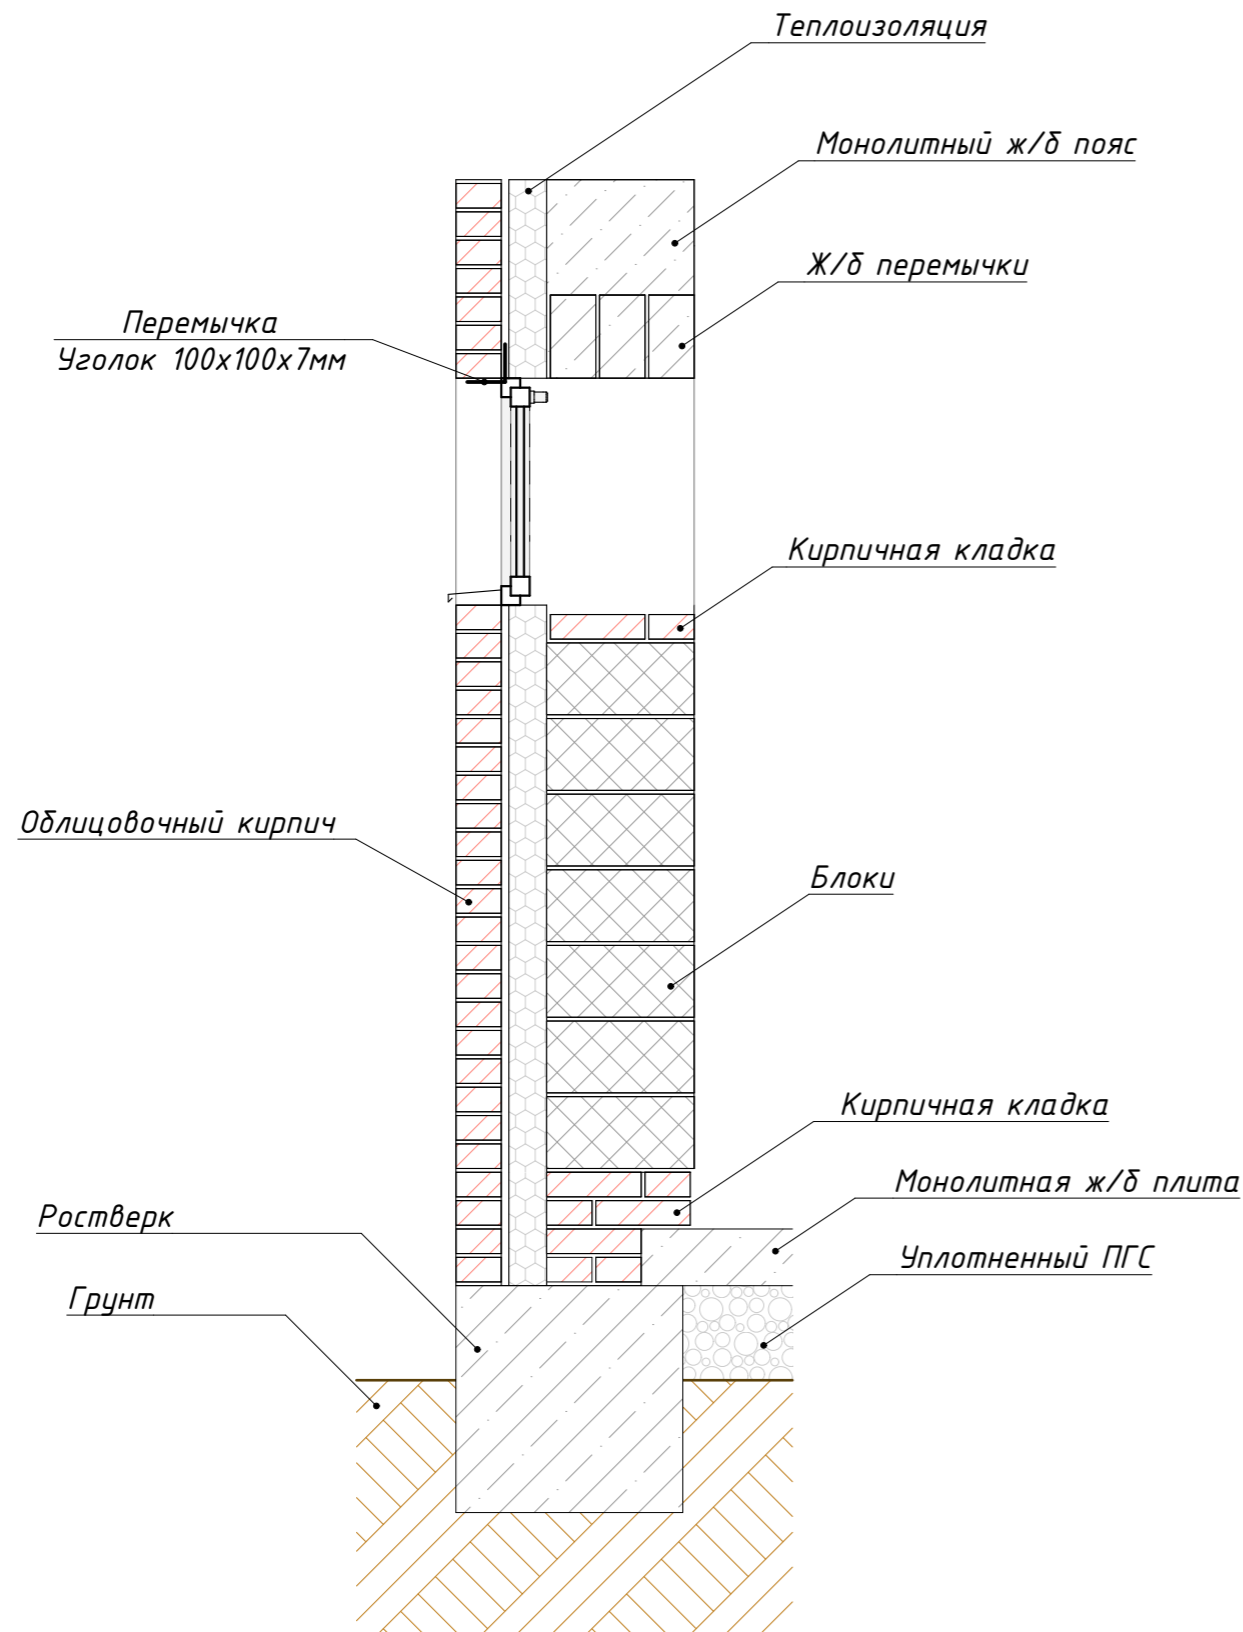 Теплоизоляция
Монолитный ж/б пояс
Ж/б перемычки
Перемычка
Уголок 100х100х7мм
Кирпичная кладка
Облицовочный кирпич
Блоки
Кирпичная кладка
Монолитная ж/б плита
Ростверк
Уплотненный ПГС
Грунт